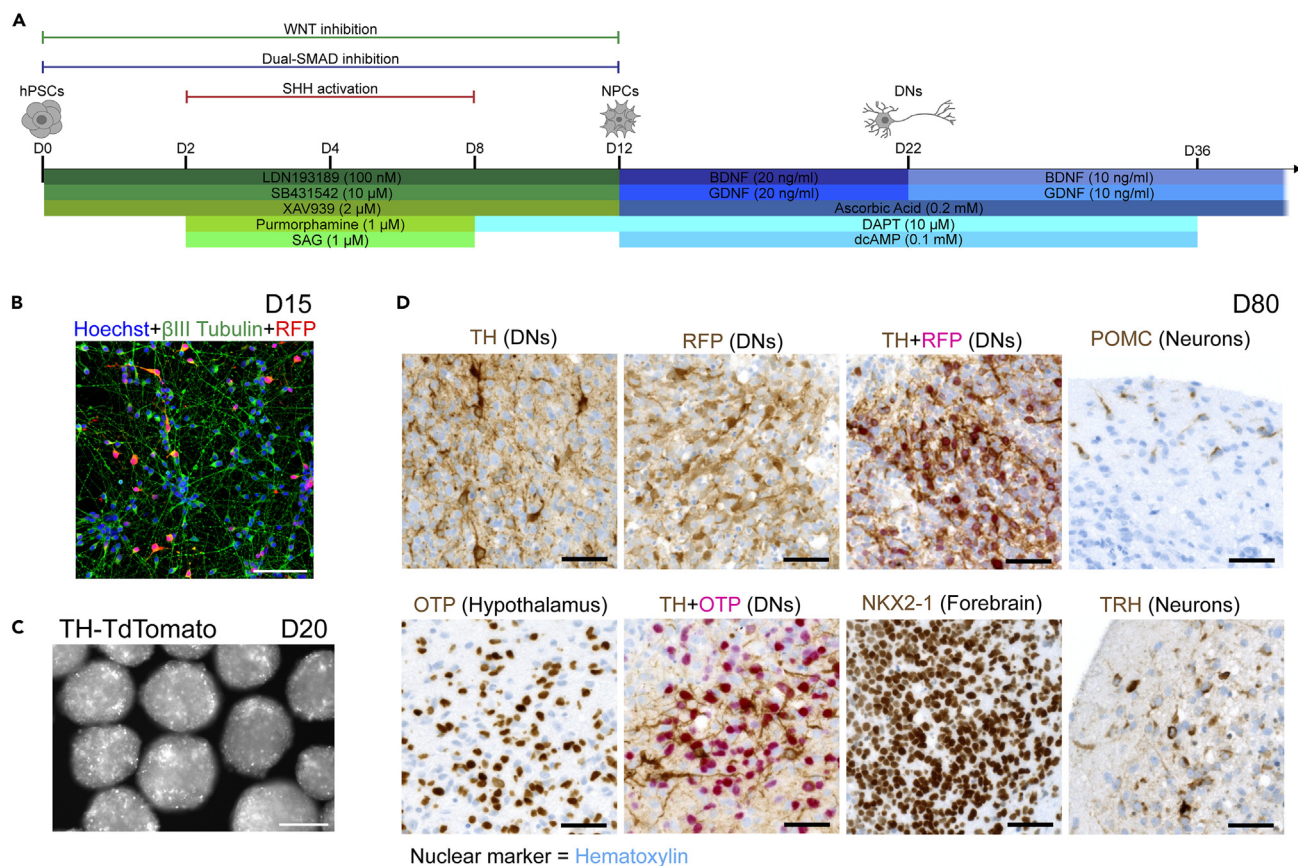 A
WNT inhibition
Dual-SMAD inhibition
hPSCs
SHH activation
NPCs
DNs
D0 D2 D4 D8 D12 D22 D36
LDN193189 (100 nM) BDNF (20 ng/ml) BDNF (10 ng/ml)
SB431542 (10 µM) GDNF (20 ng/ml) GDNF (10 ng/ml)
XAV939 (2 µM) Ascorbic Acid (0.2 mM)
Purmorphamine (1 µM) DAPT (10 µM)
SAG (1 µM) dcAMP (0.1 mM)
B
D15
Hoechst+βIII Tubulin+RFP
C
TH-TdTomato D20
D
D80
TH (DNs) RFP (DNs) TH+RFP (DNs) POMC (Neurons)
OTP (Hypothalamus) TH+OTP (DNs) NKX2-1 (Forebrain) TRH (Neurons)
Nuclear marker = Hematoxylin